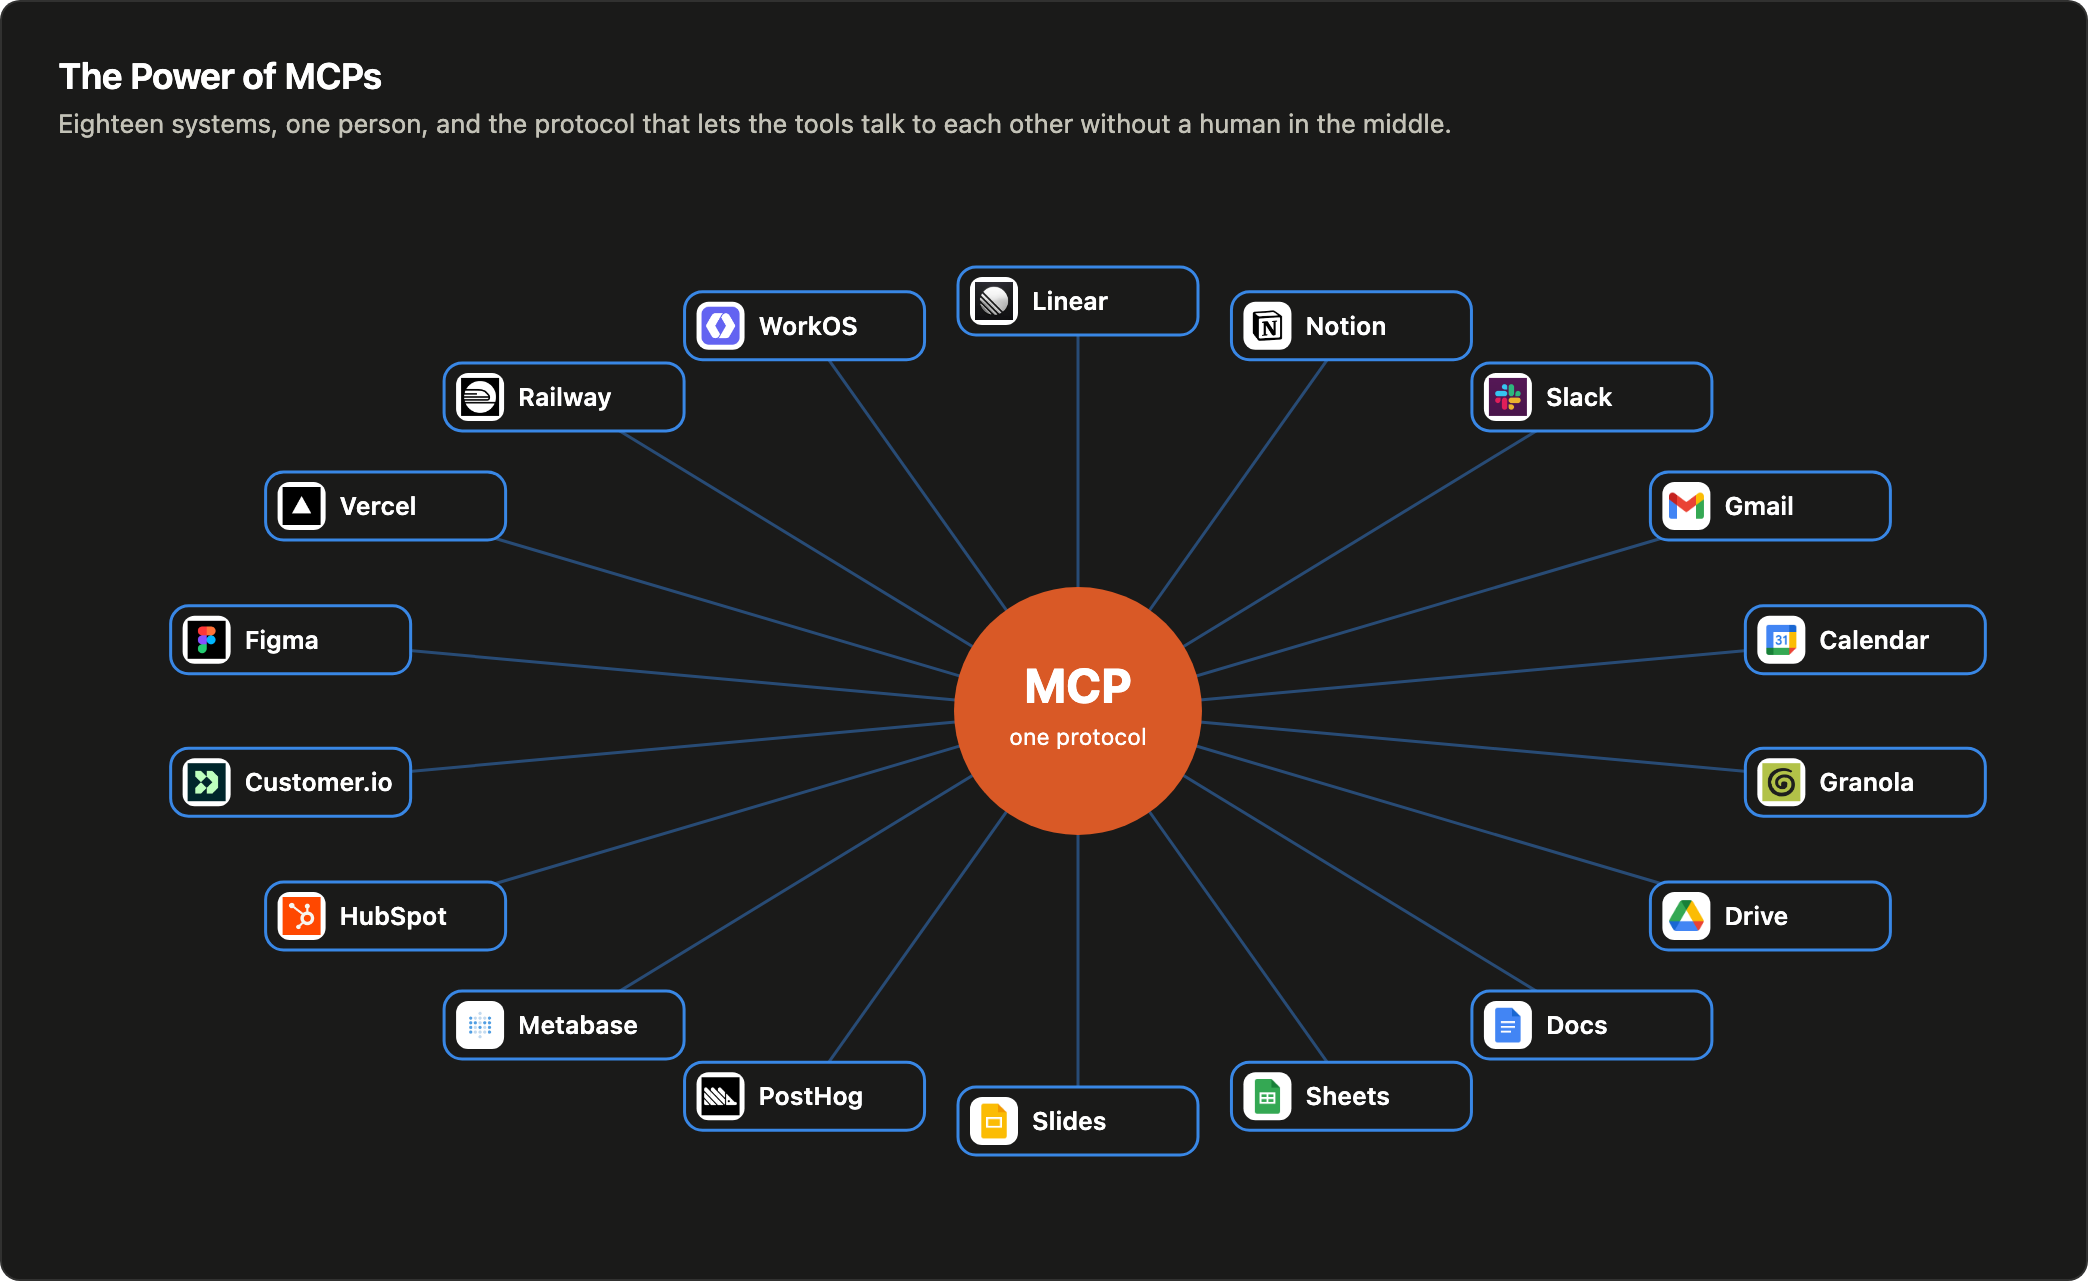 The Power of MCPs
Eighteen systems, one person, and the protocol that lets the tools talk to each other without a human in the middle.
Linear
WorkOS
Notion
Railway
Slack
Vercel
Gmail
Figma
31
Calendar
MCP
one protocol
Customer.io
Granola
HubSpot
Drive
Metabase
Docs
PostHog
Sheets
Slides